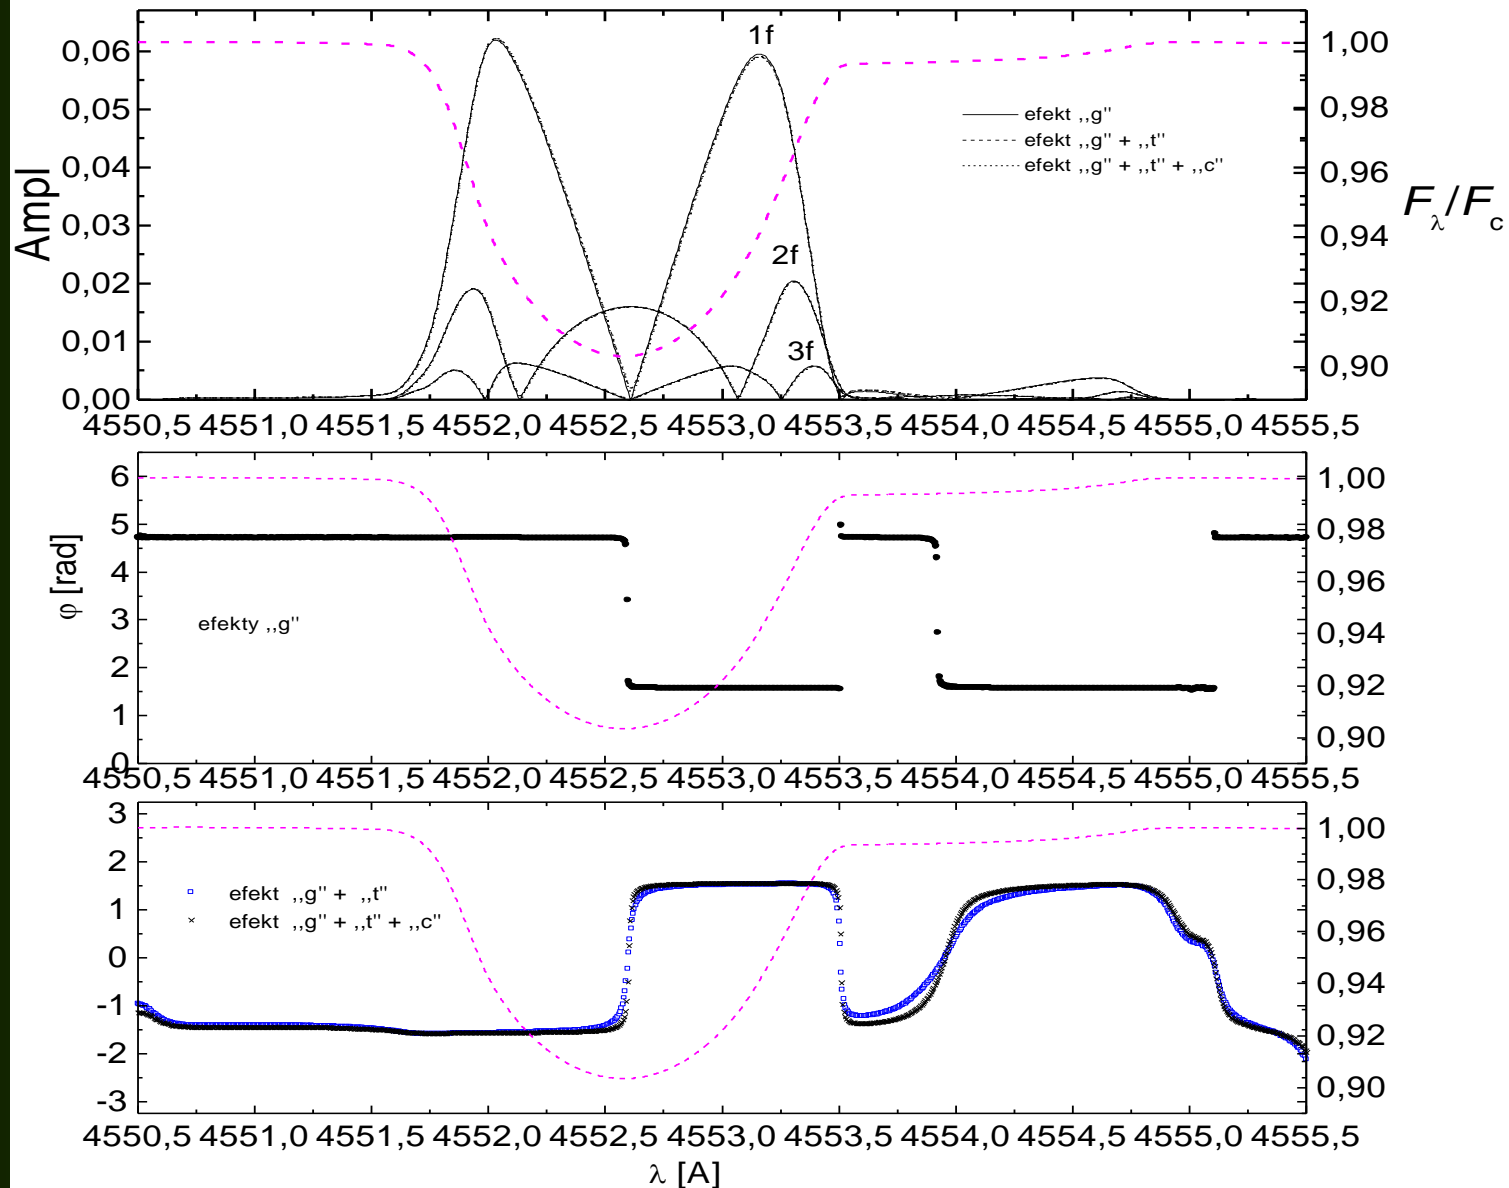 1f
0,06 1,00
0,05 0,98
efekt ,,g"
efekt ,,g" + ,,t"
efekt ,,g" + ,,t" + ,,c"
0,04 0,96
Ampl
F_λ/F_c
0,03 0,94
2f
0,02 0,92
3f
0,01 0,90
0,00
4550,5 4551,0 4551,5 4552,0 4552,5 4553,0 4553,5 4554,0 4554,5 4555,0 4555,5
6 1,00
5 0,98
4 0,96
φ [rad]
3 0,94
efekty ,,g"
2 0,92
1 0,90
0
4550,5 4551,0 4551,5 4552,0 4552,5 4553,0 4553,5 4554,0 4554,5 4555,0 4555,5
3 1,00
2 0,98
efekt ,,g" + ,,t"
1
efekt ,,g" + ,,t" + ,,c"
0 0,96
-1 0,94
-2 0,92
-3 0,90
4550,5 4551,0 4551,5 4552,0 4552,5 4553,0 4553,5 4554,0 4554,5 4555,0 4555,5
λ [A]